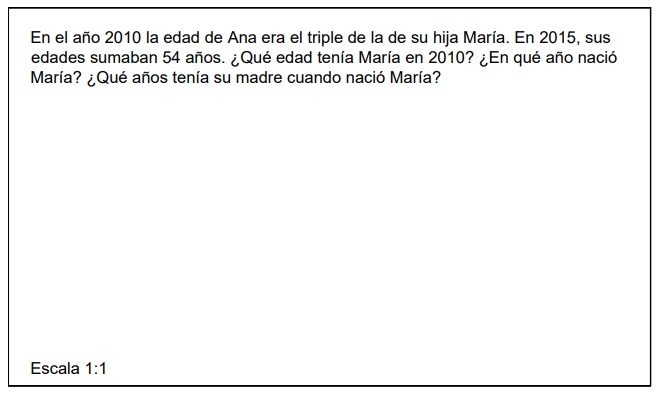 En el año 2010 la edad de Ana era el triple de la de su hija María. En 2015, sus
edades sumaban 54 años. ¿Qué edad tenía María en 2010? ¿En qué año nació
María? ¿Qué años tenía su madre cuando nació María?
Escala 1:1